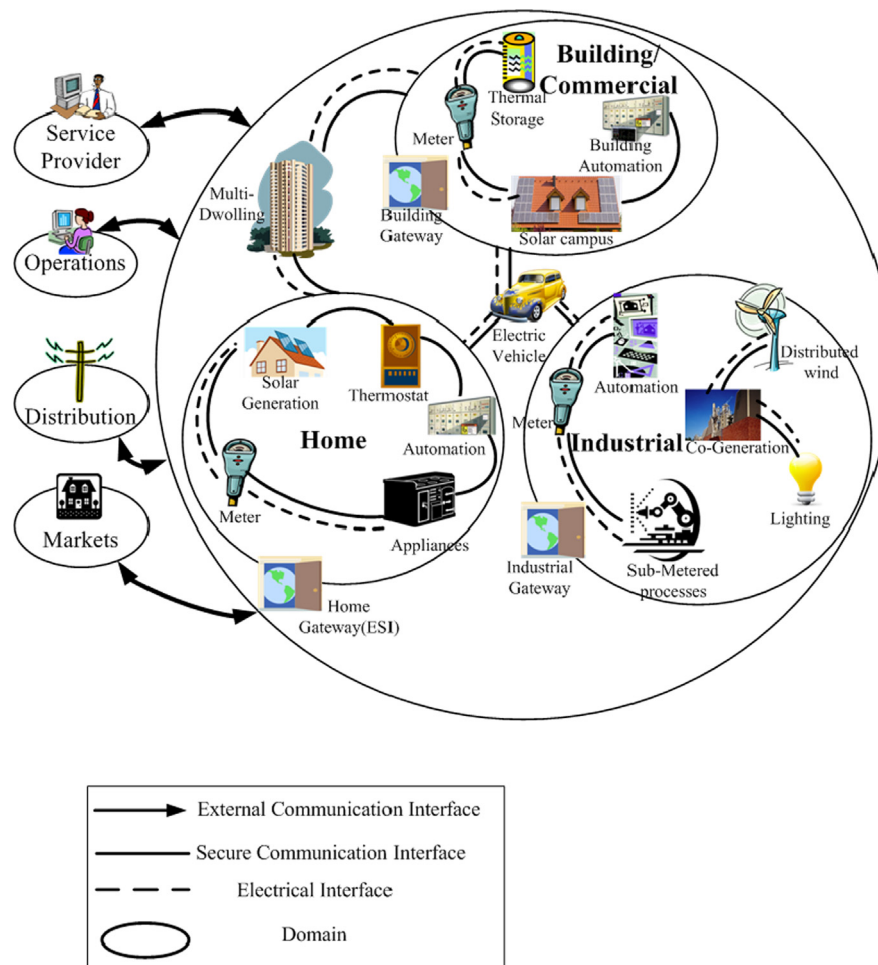 Service
Provider
Operations
Distribution
Markets
Building/
Commercial
Thermal
Storage
Meter
Building
Automation
Building
Gateway
Solar campus
Multi-
Dwolling
Electric
Vehicle
Solar
Generation
Thermostat
Home
Automation
Meter
Appliances
Home
Gateway(ESI)
Automation
Distributed
wind
Meter
Industrial
Co-Generation
Lighting
Industrial
Gateway
Sub-Metered
processes
External Communication Interface
Secure Communication Interface
Electrical Interface
Domain